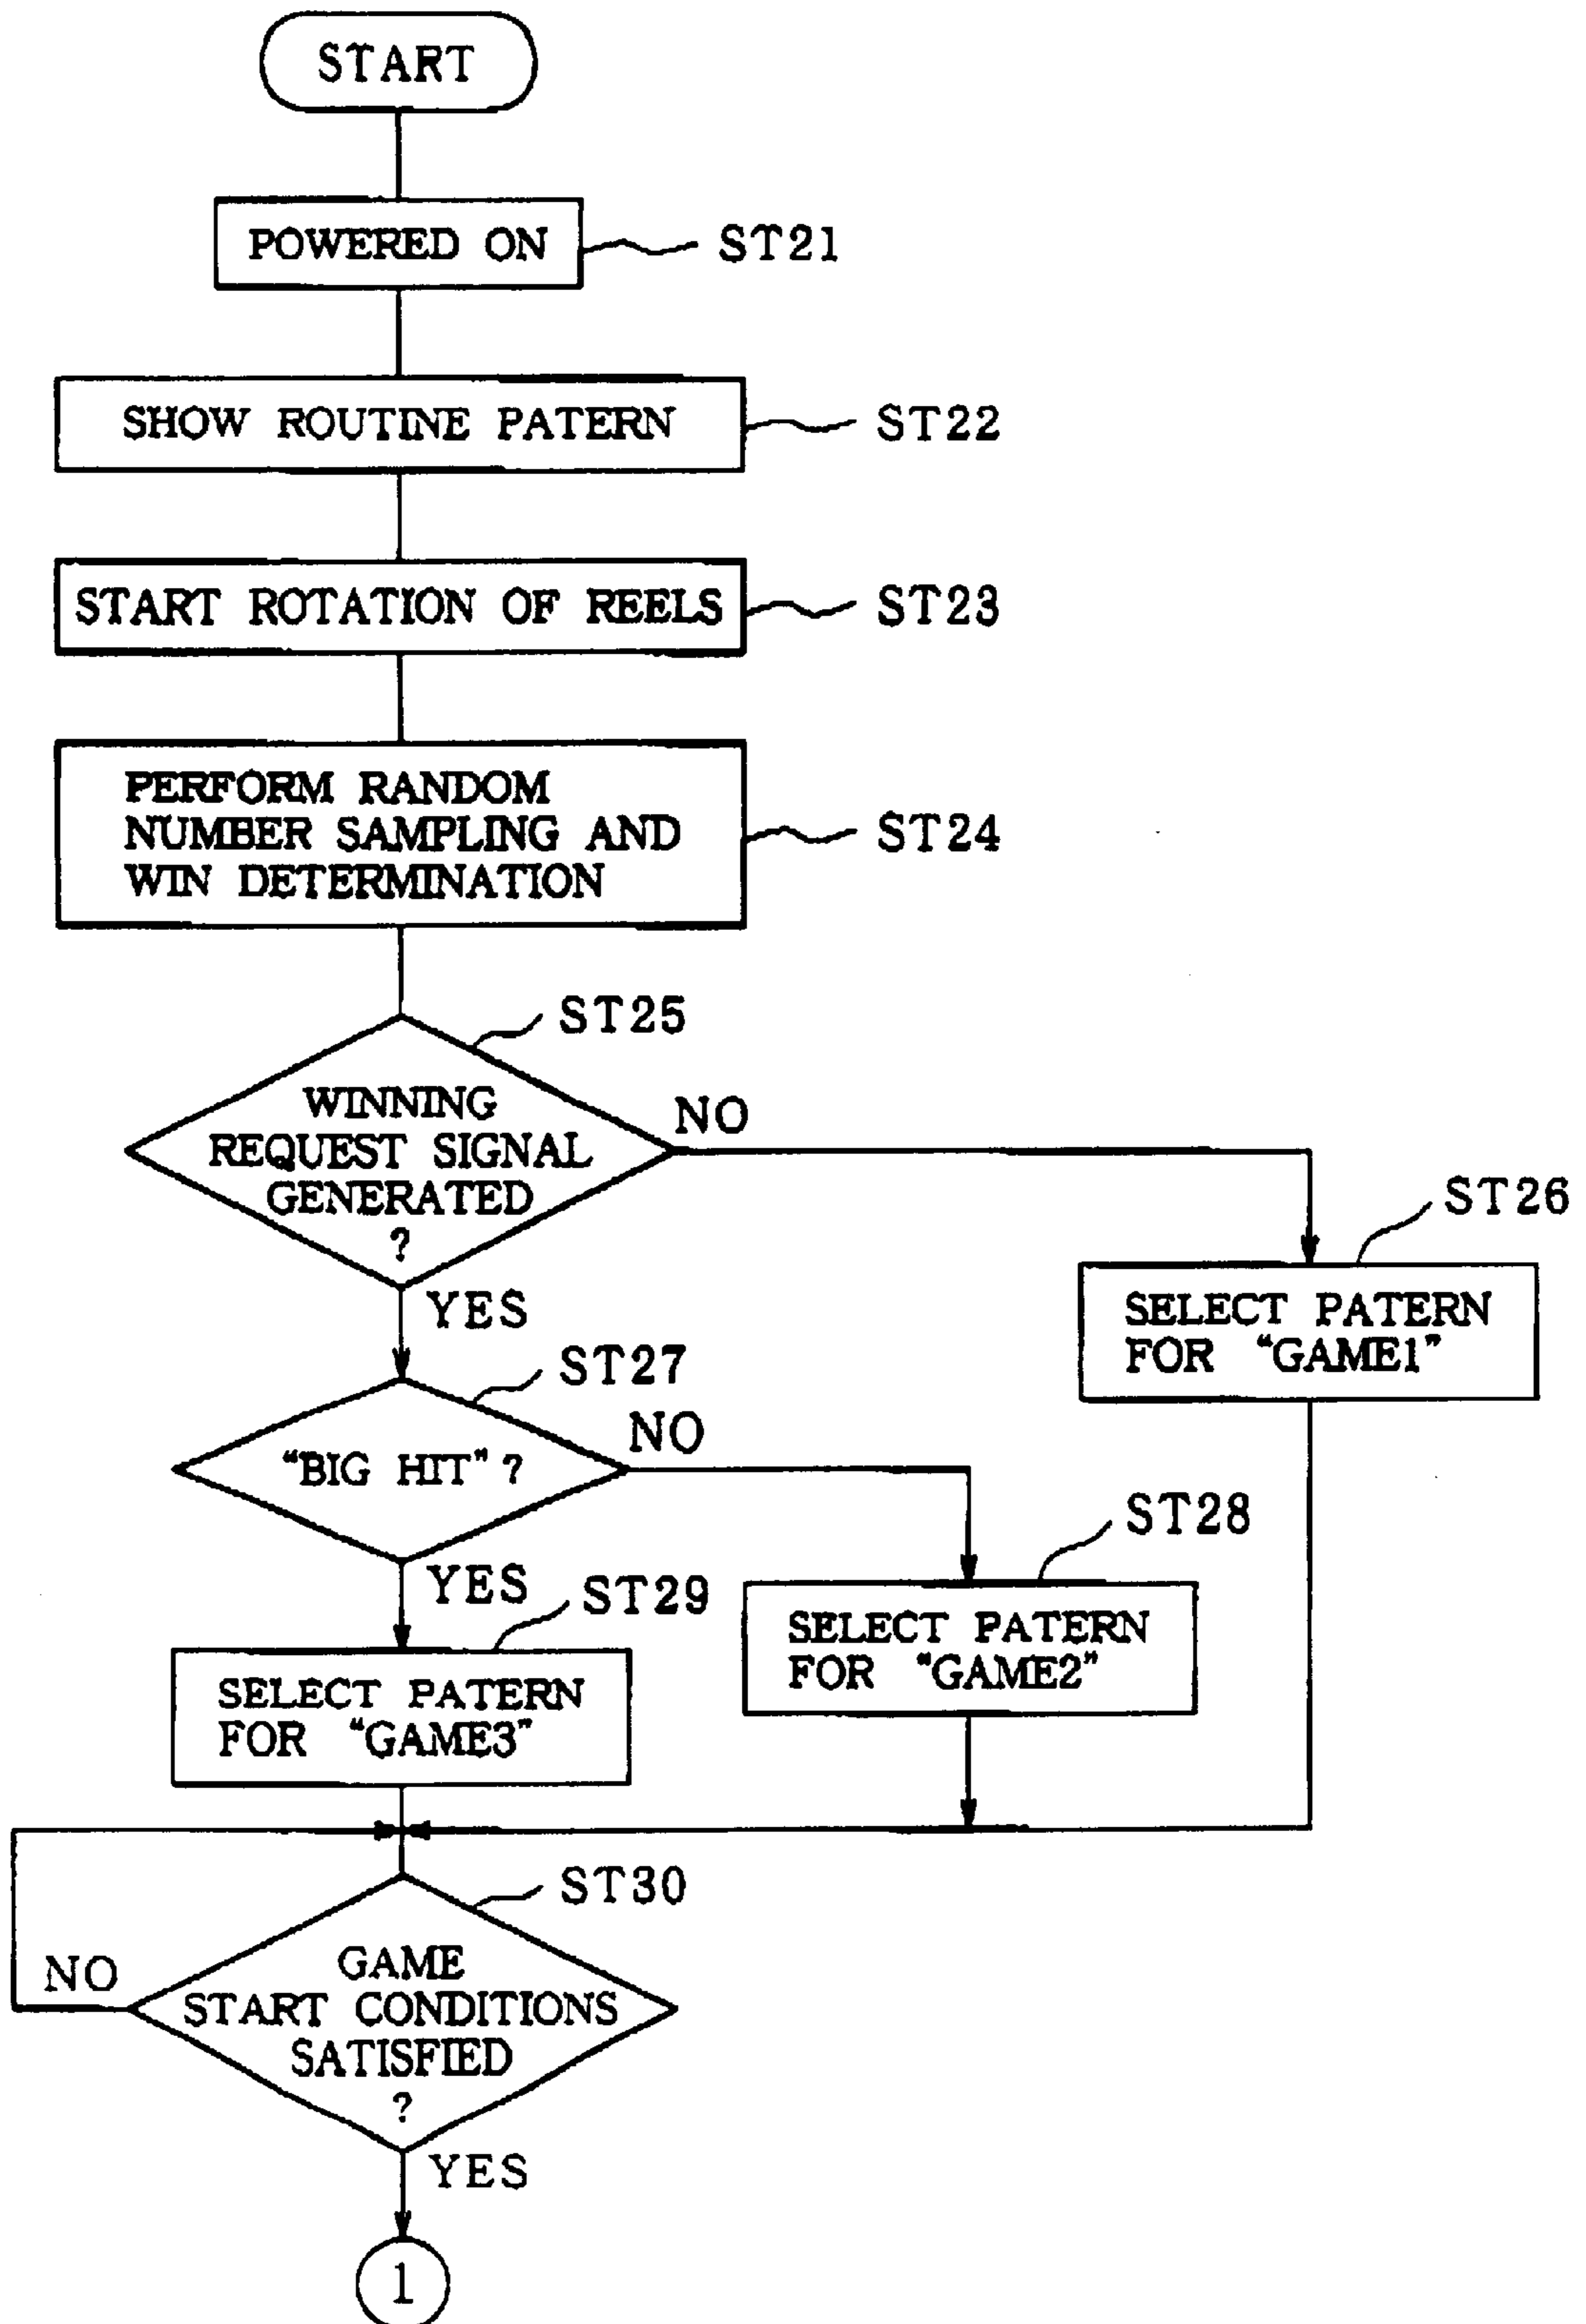 START
POWERED ON
ST21
SHOW ROUTINE PATERN
ST22
START ROTATION OF REELS
ST23
PERFORM RANDOM
NUMBER SAMPLING AND
WIN DETERMINATION
ST24
ST25
WINNING
REQUEST SIGNAL
GENERATED
?
NO
YES
ST26
SELECT PATERN
FOR “GAME1”
ST27
“BIG HIT” ?
NO
YES
ST28
SELECT PATERN
FOR “GAME2”
ST29
SELECT PATERN
FOR “GAME3”
ST30
GAME
START CONDITIONS
SATISFIED
?
NO
YES
1